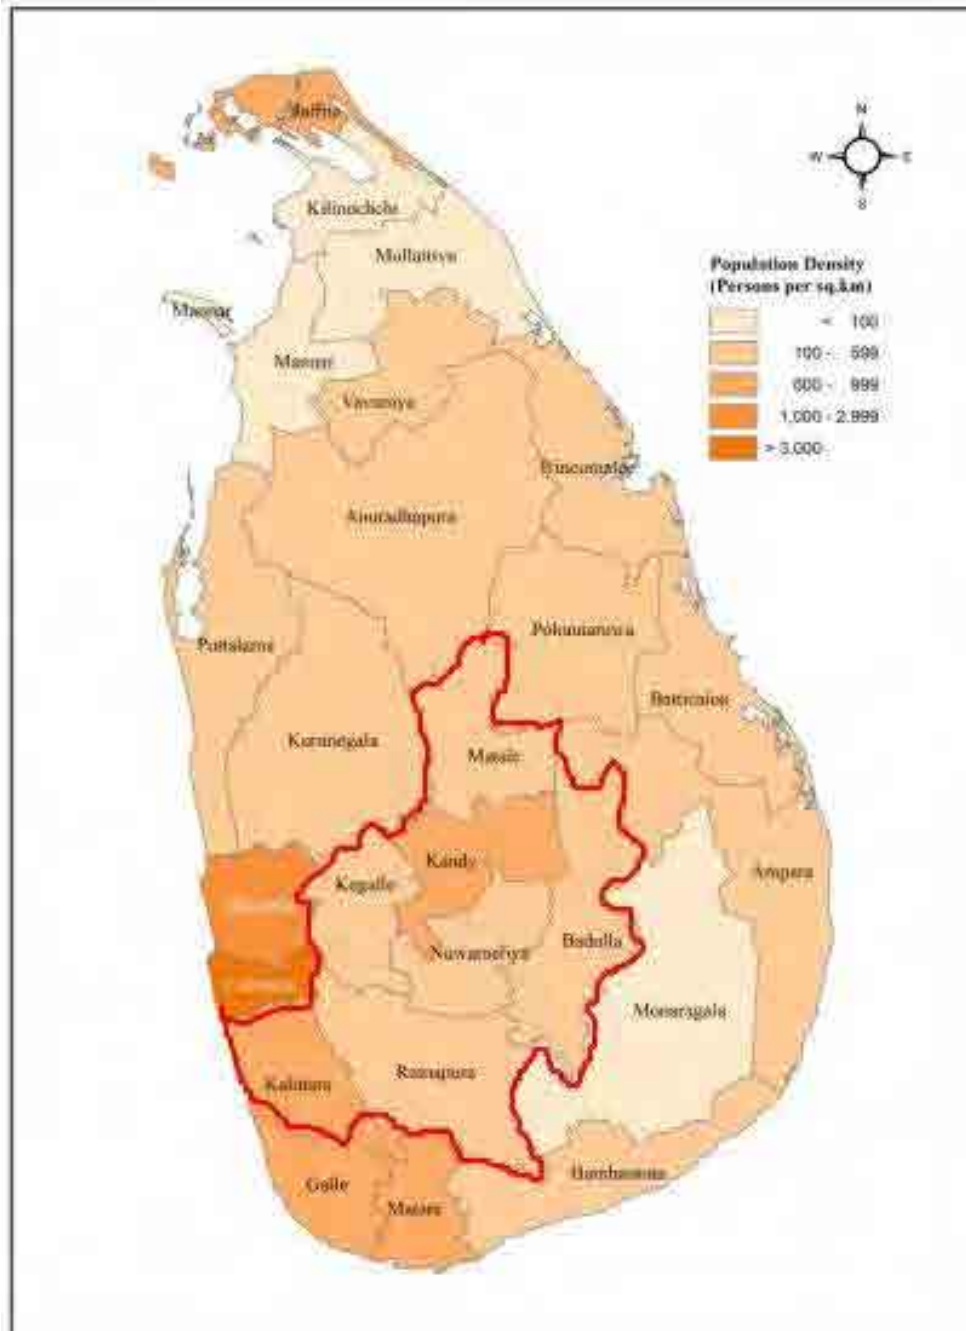 N
W E
S
Jaffna
Kilinochchi
Mullaitivu
Population Density
(Persons per sq.km)
< 100
100 - 599
600 - 999
1,000 - 2,999
> 3,000
Mannar
Mannar
Vavuniya
Trincomalee
Anuradhapura
Polonnaruwa
Puttalama
Batticaloa
Kurunegala
Matale
Kandy
Kegalle
Ampara
Nuwaraeliya
Badulla
Monaragala
Ratnapura
Kalutara
Hambantota
Galle
Matara